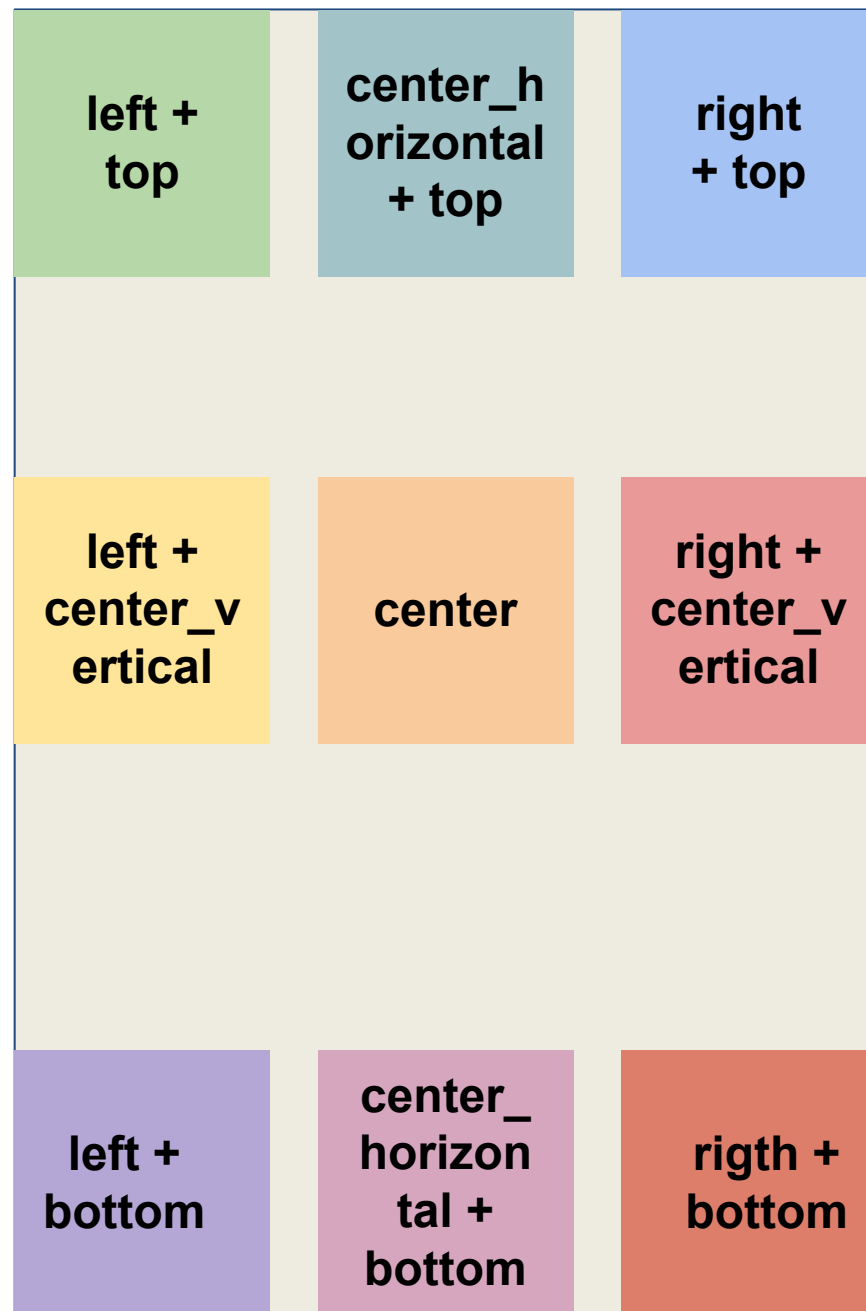 left +
top
center_h
orizontal
+ top
right
+ top
left +
center_v
ertical
center
right +
center_v
ertical
left +
bottom
center_
horizon
tal +
bottom
rigth +
bottom